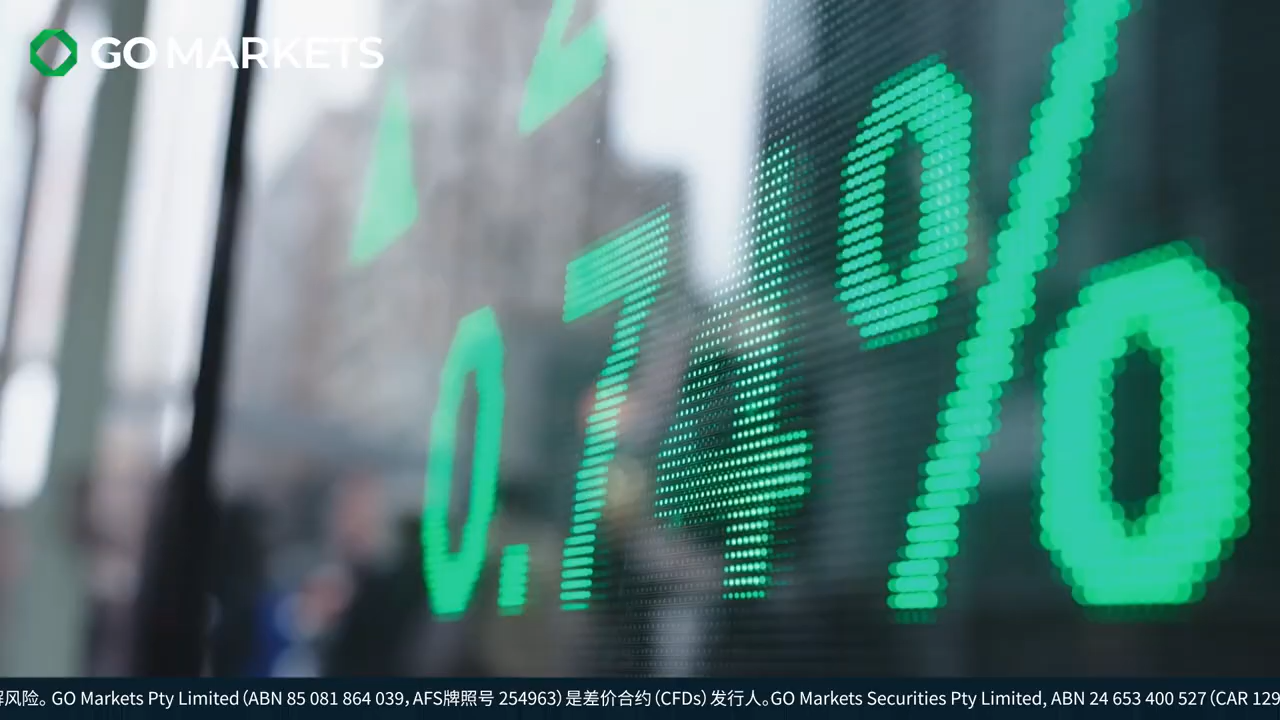 GO MARKETS
0.74%
解风险。GO Markets Pty Limited（ABN 85 081 864 039, AFS牌照号 254963）是差价合约（CFDs）发行人。GO Markets Securities Pty Limited, ABN 24 653 400 527（CAR 129